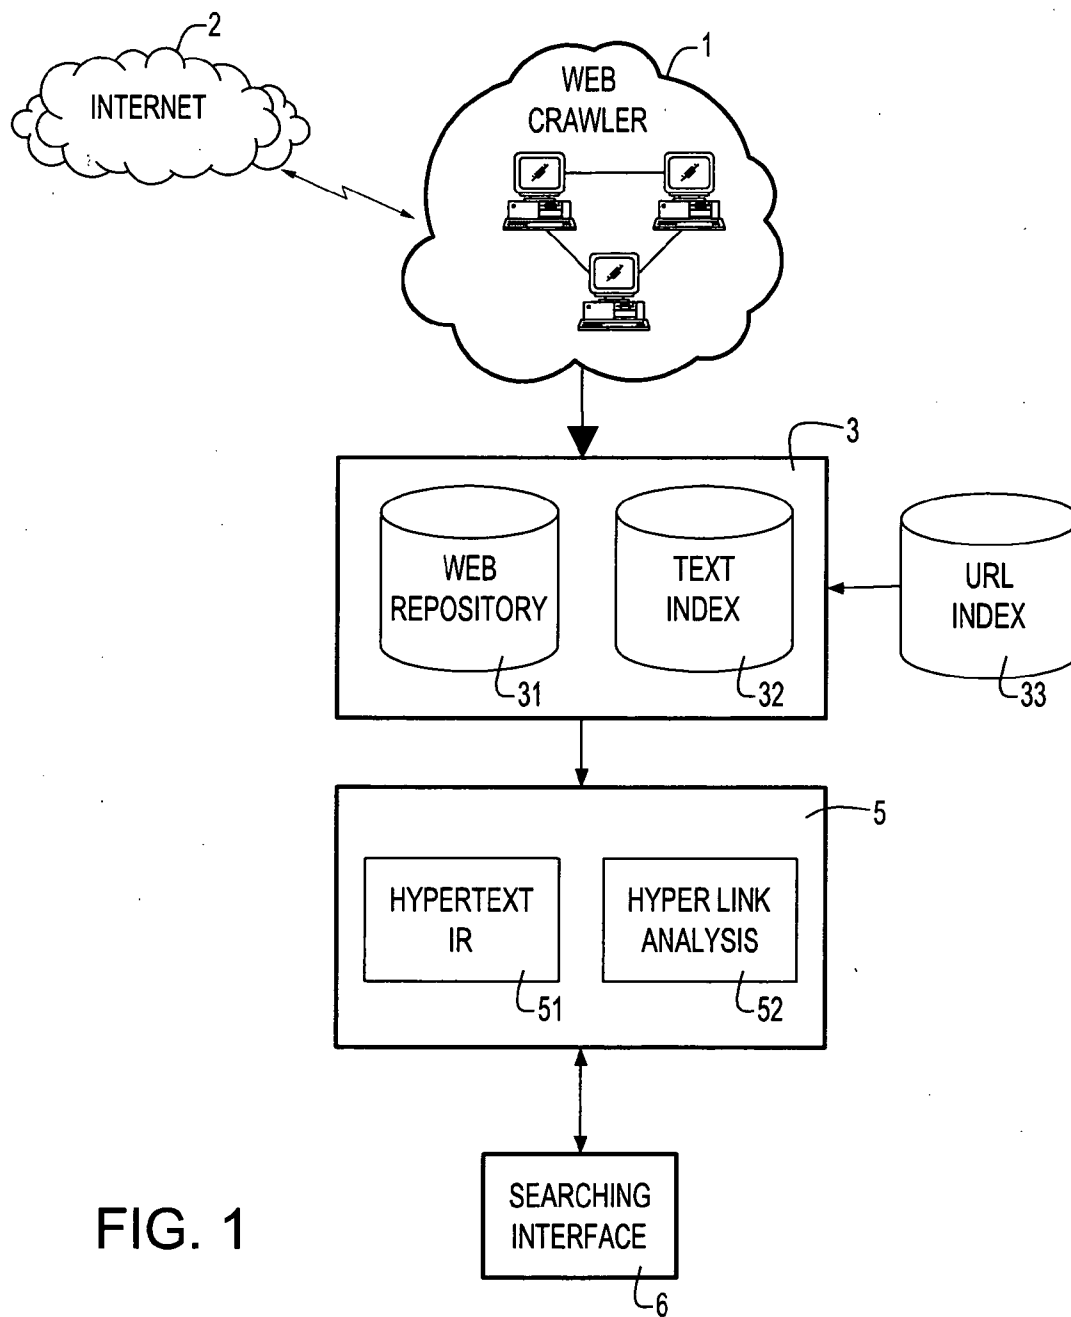 2
INTERNET
1
WEB
CRAWLER
3
WEB
REPOSITORY
31
TEXT
INDEX
32
URL
INDEX
33
5
HYPERTEXT
IR
51
HYPER LINK
ANALYSIS
52
SEARCHING
INTERFACE
6
FIG. 1